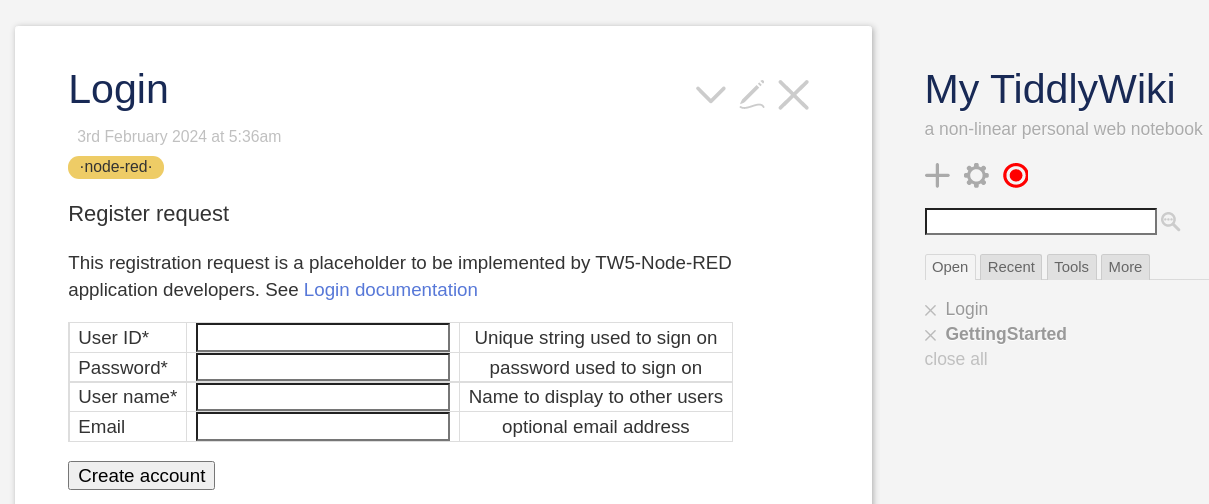 Login
3rd February 2024 at 5:36am
·node-red·
Register request
This registration request is a placeholder to be implemented by TW5-Node-RED
application developers. See Login documentation
User ID* Unique string used to sign on
Password* password used to sign on
User name* Name to display to other users
Email optional email address
Create account
My TiddlyWiki
a non-linear personal web notebook
Open Recent Tools More
Login
GettingStarted
close all